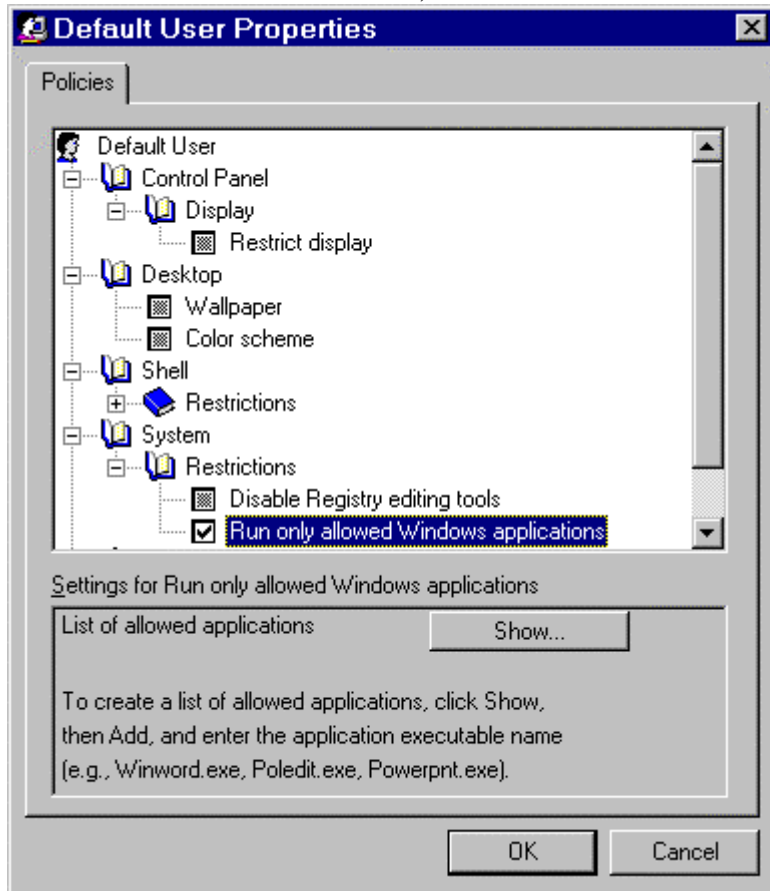 Default User Properties
Policies
Default User
Control Panel
Display
Restrict display
Desktop
Wallpaper
Color scheme
Shell
Restrictions
System
Restrictions
Disable Registry editing tools
Run only allowed Windows applications
Settings for Run only allowed Windows applications
List of allowed applications Show...
To create a list of allowed applications, click Show,
then Add, and enter the application executable name
(e.g., Winword.exe, Poledit.exe, Powerpnt.exe).
OK Cancel